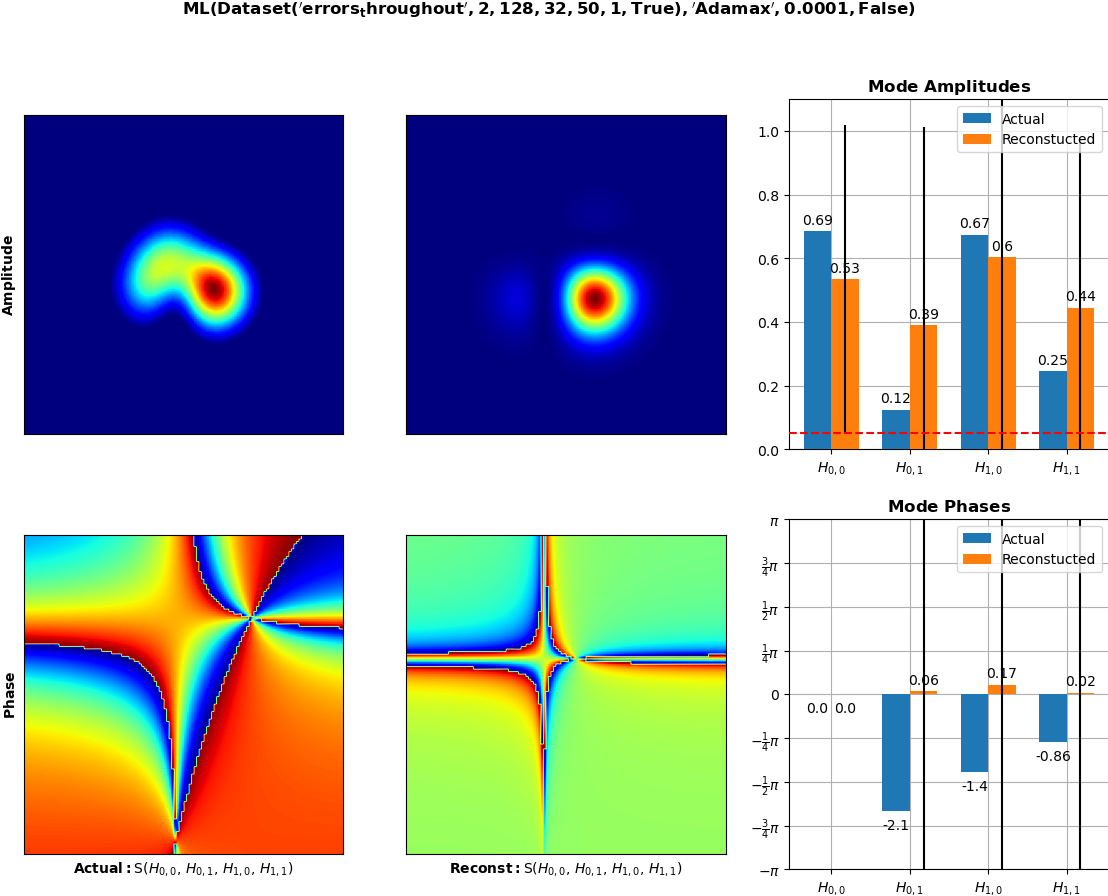 ML(Dataset('errors_throughout', 2, 128, 32, 50, 1, True), 'Adamax', 0.0001, False)
Amplitude
Mode Amplitudes
Actual
Reconstucted
1.0
0.8
0.6
0.4
0.2
0.0
0.69
0.53
0.12
0.39
0.67
0.6
0.25
0.44
H0,0
H0,1
H1,0
H1,1
Phase
Actual: S(H0,0, H0,1, H1,0, H1,1)
Reconst: S(H0,0, H0,1, H1,0, H1,1)
Mode Phases
Actual
Reconstucted
π
3/4π
1/2π
1/4π
0
−1/4π
−1/2π
−3/4π
−π
0.0
0.0
-2.1
0.06
-1.4
0.17
-0.86
0.02
H0,0
H0,1
H1,0
H1,1